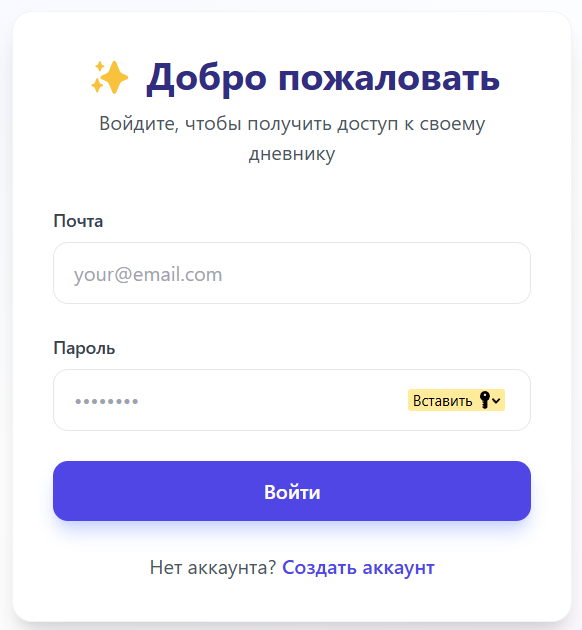 Добро пожаловать
Войдите, чтобы получить доступ к своему
дневнику
Почта
your@email.com
Пароль
Вставить
Войти
Нет аккаунта? Создать аккаунт